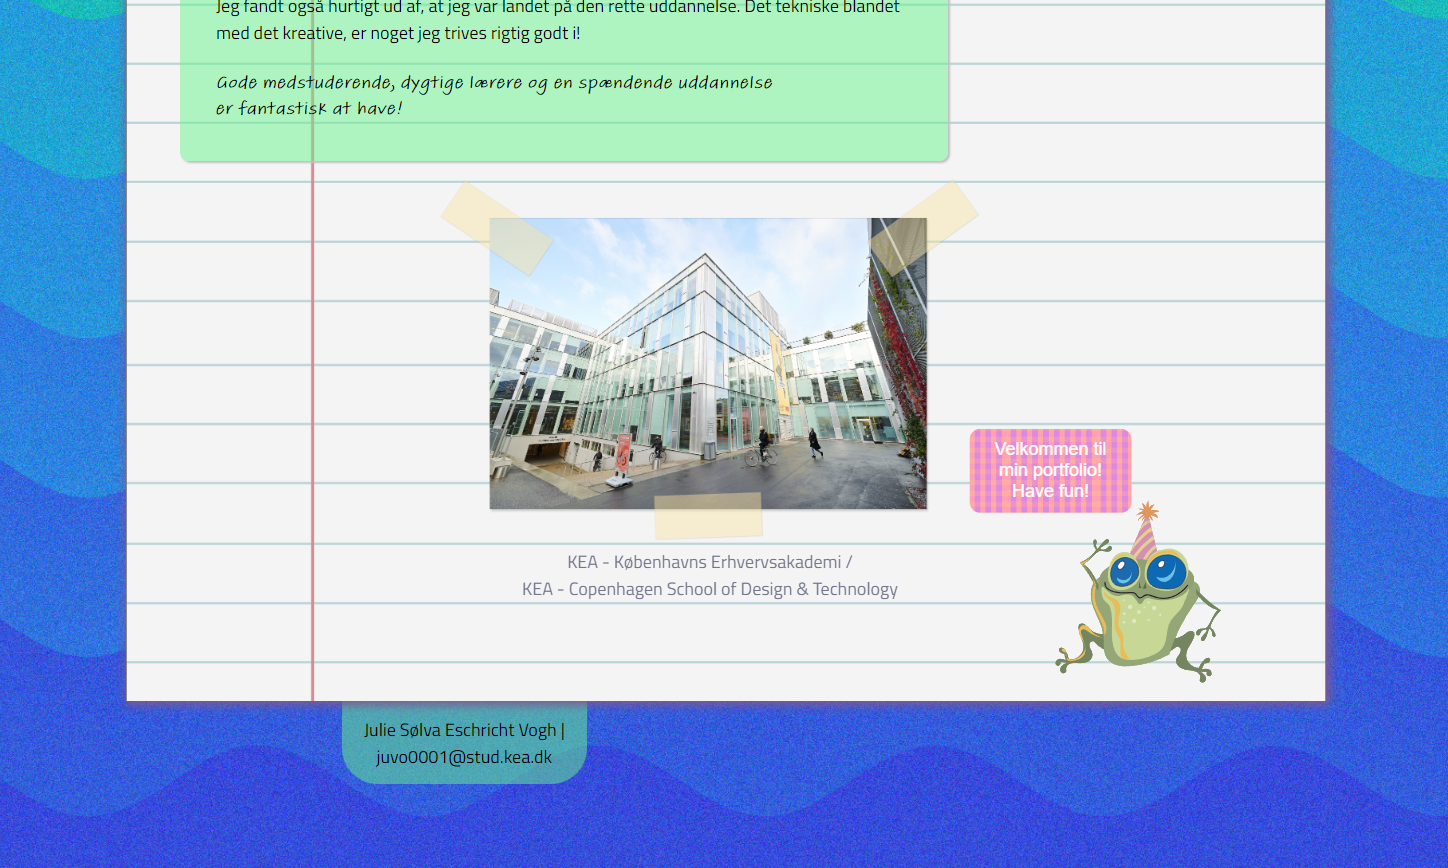 Jeg fandt også hurtigt ud af, at jeg var landet på den rette uddannelse. Det tekniske blandet
med det kreative, er noget jeg trives rigtig godt i!
Gode medstuderende, dygtige lærere og en spændende uddannelse
er fantastisk at have!
Velkommen til
min portfolio!
Have fun!
KEA - Københavns Erhvervsakademi /
KEA - Copenhagen School of Design & Technology
Julie Sølva Eschricht Vogh |
juvo0001@stud.kea.dk